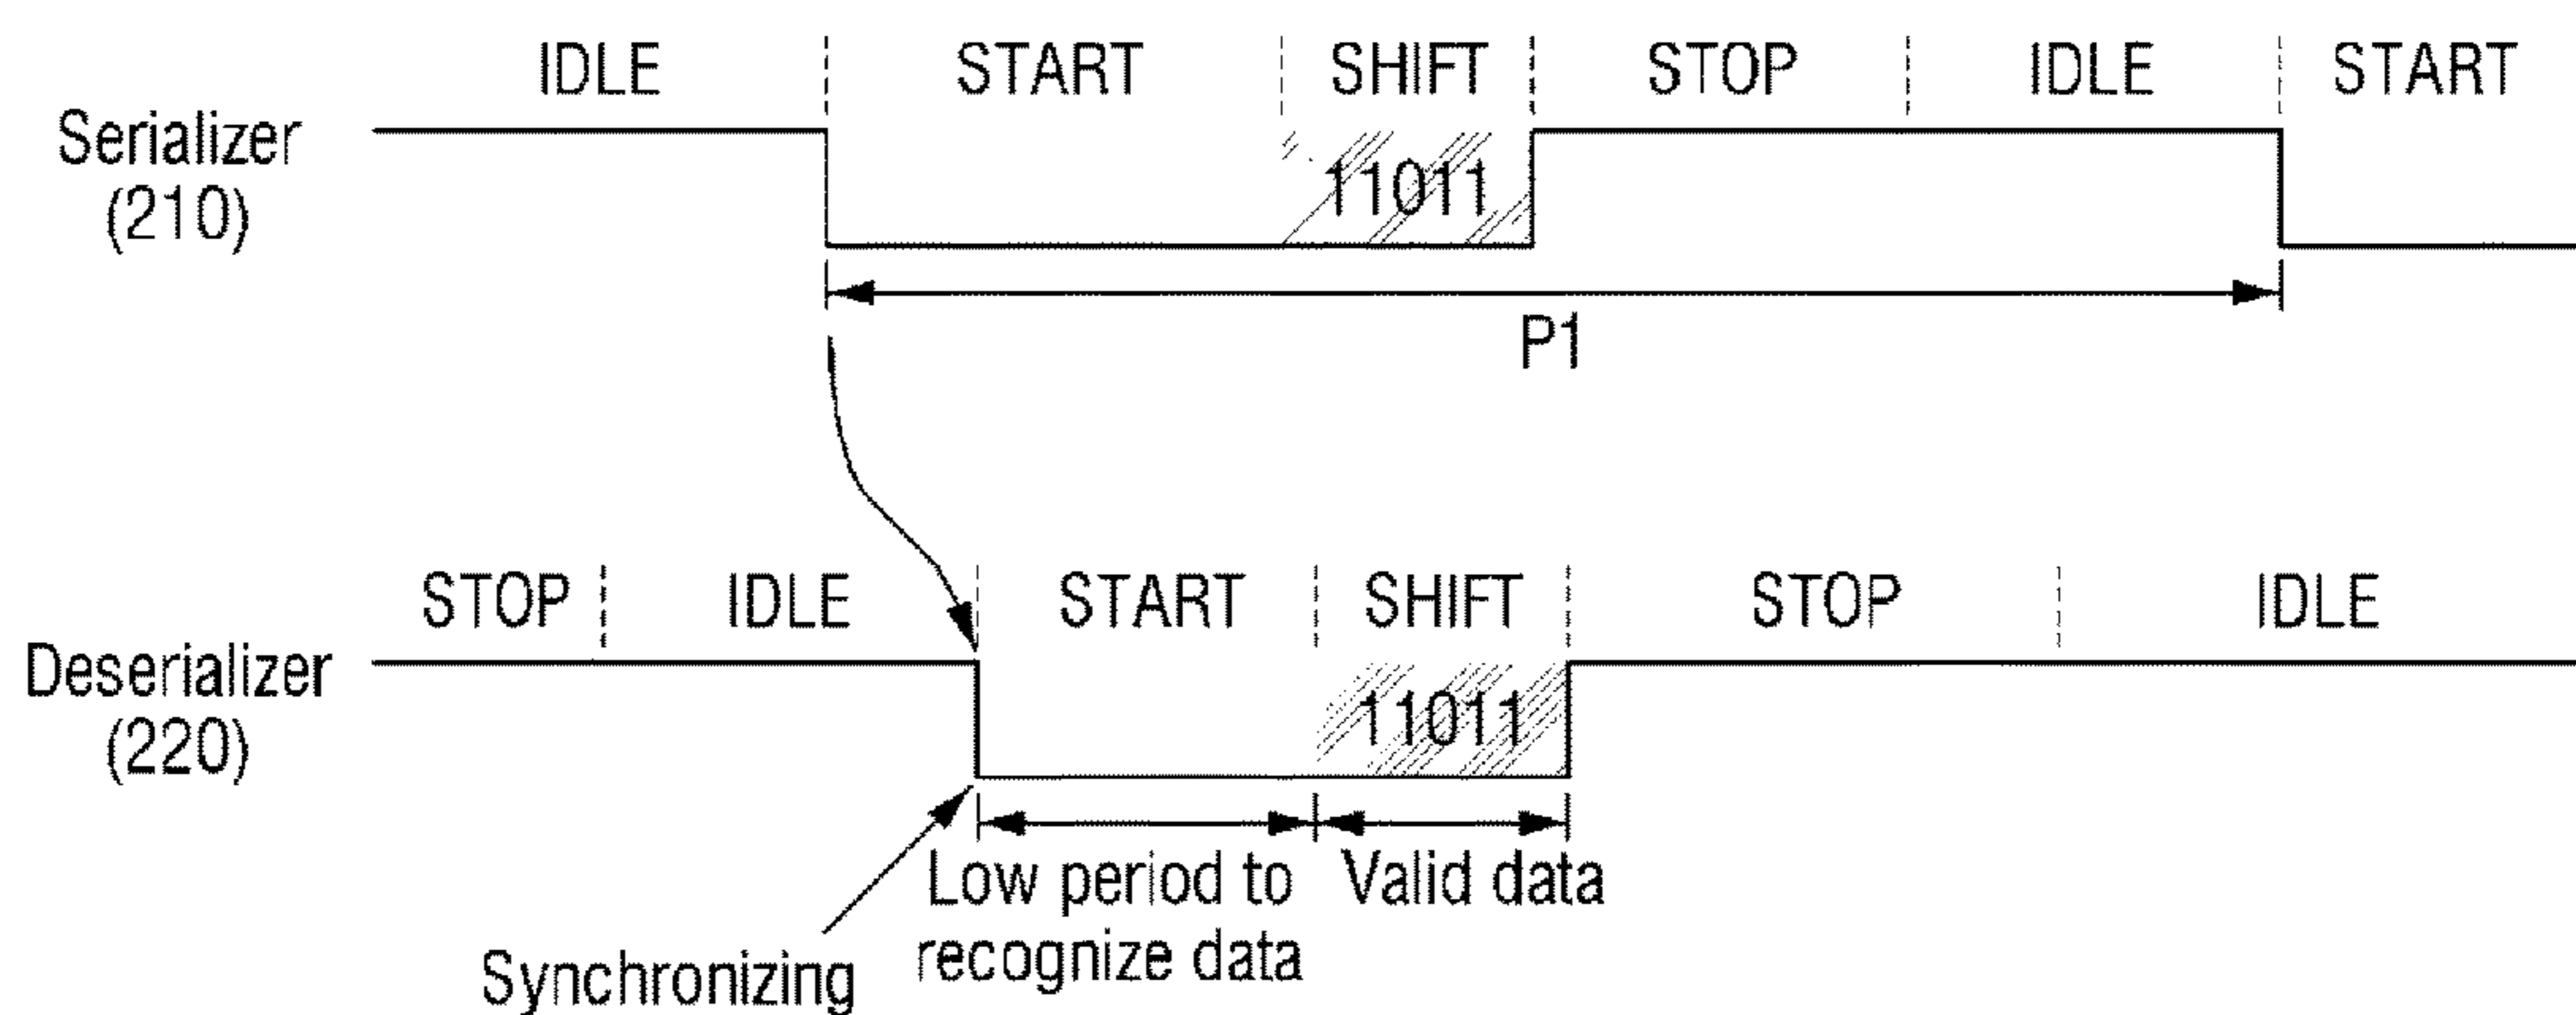 IDLE START SHIFT STOP IDLE START
Serializer
(210)
11011
P1
STOP IDLE START SHIFT STOP IDLE
Deserializer
(220)
11011
Low period to
recognize data
Valid data
Synchronizing